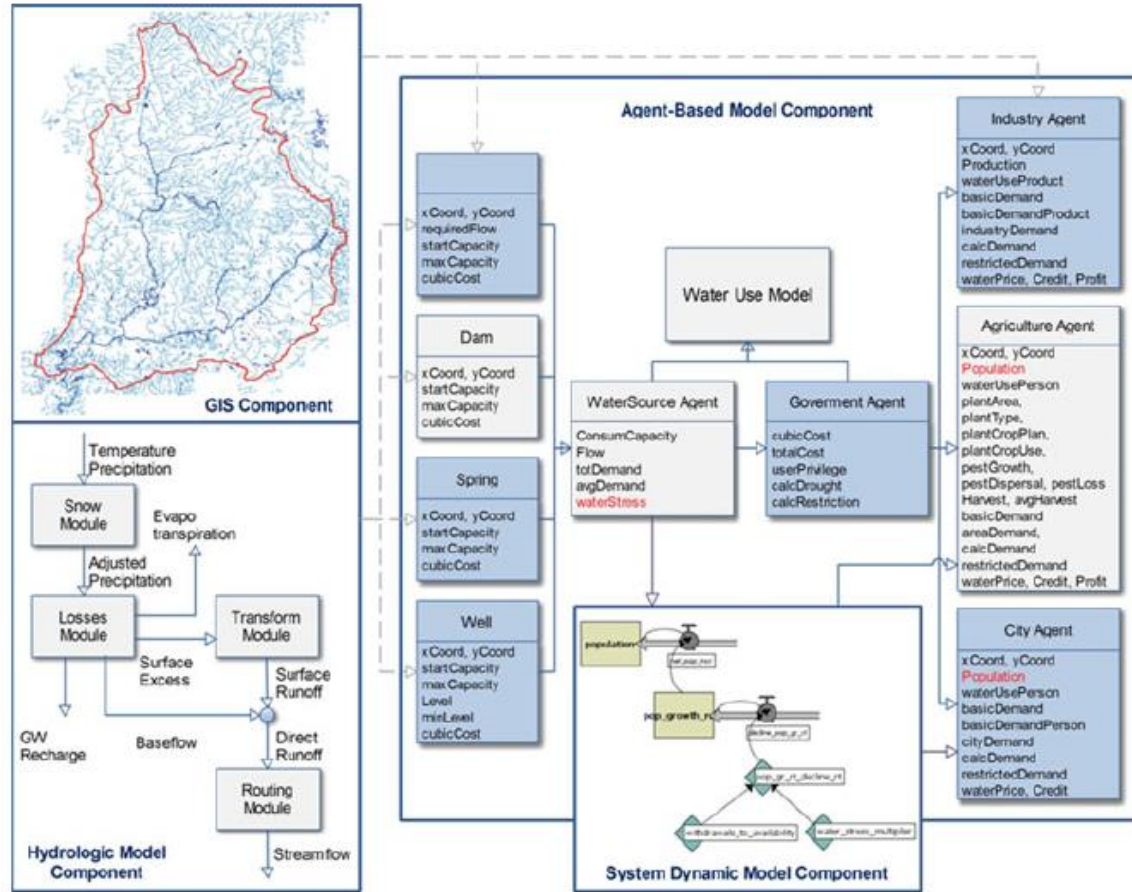 GIS Component
Temperature
Precipitation
Snow
Module
Evapo
transpiration
Adjusted
Precipitation
Losses
Module
Transform
Module
Surface
Excess
Surface
Runoff
GW
Recharge
Baseflow
Direct
Runoff
Routing
Module
Streamflow
Hydrologic Model
Component
Agent-Based Model Component
xCoord, yCoord
requiredFlow
startCapacity
maxCapacity
cubicCost
Dam
xCoord, yCoord
startCapacity
maxCapacity
cubicCost
Spring
xCoord, yCoord
startCapacity
maxCapacity
cubicCost
Well
xCoord, yCoord
startCapacity
maxCapacity
Level
minLevel
cubicCost
Water Use Model
WaterSource Agent
ConsumCapacity
Flow
totDemand
avgDemand
waterStress
Goverment Agent
cubicCost
totalCost
userPrivilege
calcDrought
calcRestriction
Industry Agent
xCoord, yCoord
Production
waterUseProduct
basicDemand
basicDemandProduct
industryDemand
calcDemand
restrictedDemand
waterPrice, Credit, Profit
Agriculture Agent
xCoord, yCoord
Population
waterUsePerson
plantArea,
plantType,
plantCropPlan,
plantCropUse,
pestGrowth,
pestDispersal, pestLoss
Harvest, avgHarvest
basicDemand
areaDemand,
calcDemand
restrictedDemand
waterPrice, Credit, Profit
City Agent
xCoord, yCoord
Population
waterUsePerson
basicDemand
basicDemandPerson
cityDemand
calcDemand
restrictedDemand
waterPrice, Credit
population
pop_gr_rt_decline_rt
withdrawals_to_availability
water_stress_multiplier
System Dynamic Model Component